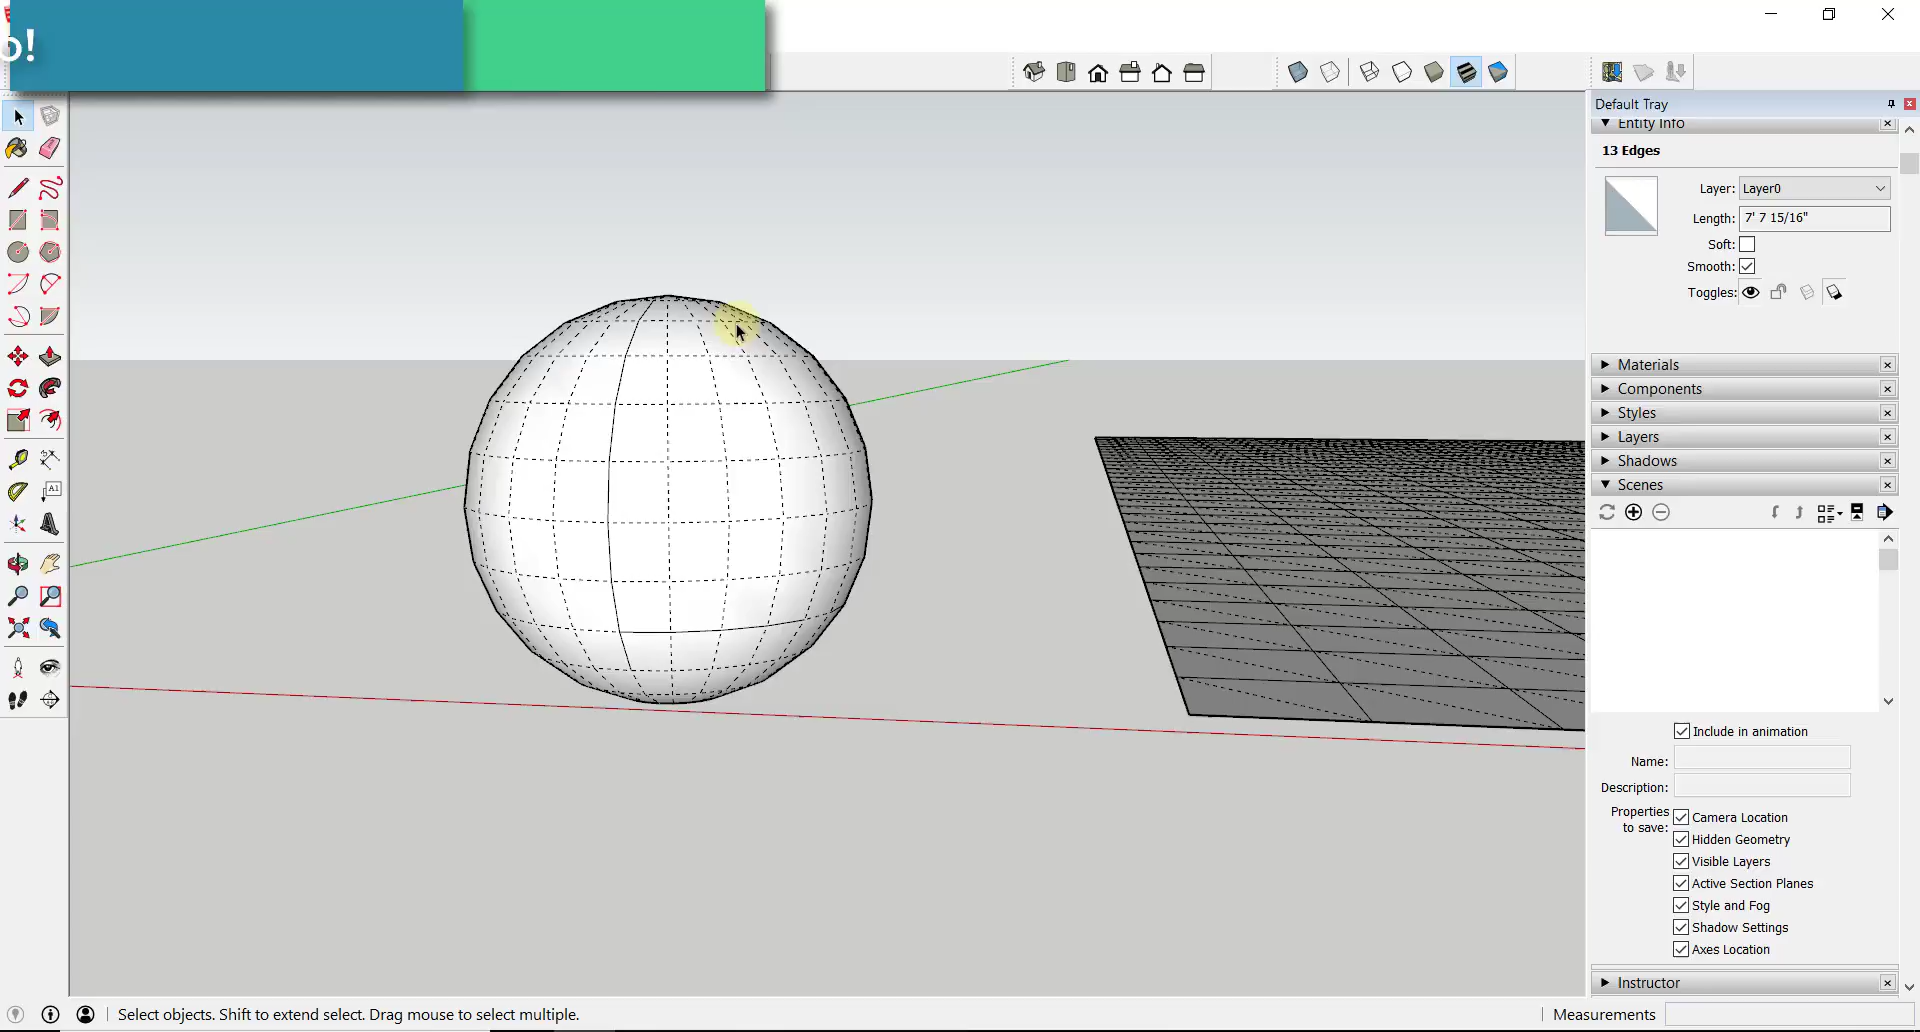 o!
Default Tray
Entity Info
13 Edges
Layer: Layer0
Length: 7' 7 15/16"
Soft:
Smooth:
Toggles:
Materials
Components
Styles
Layers
Shadows
Scenes
Include in animation
Name:
Description:
Properties
to save:
Camera Location
Hidden Geometry
Visible Layers
Active Section Planes
Style and Fog
Shadow Settings
Axes Location
Instructor
A1
Select objects. Shift to extend select. Drag mouse to select multiple.
Measurements